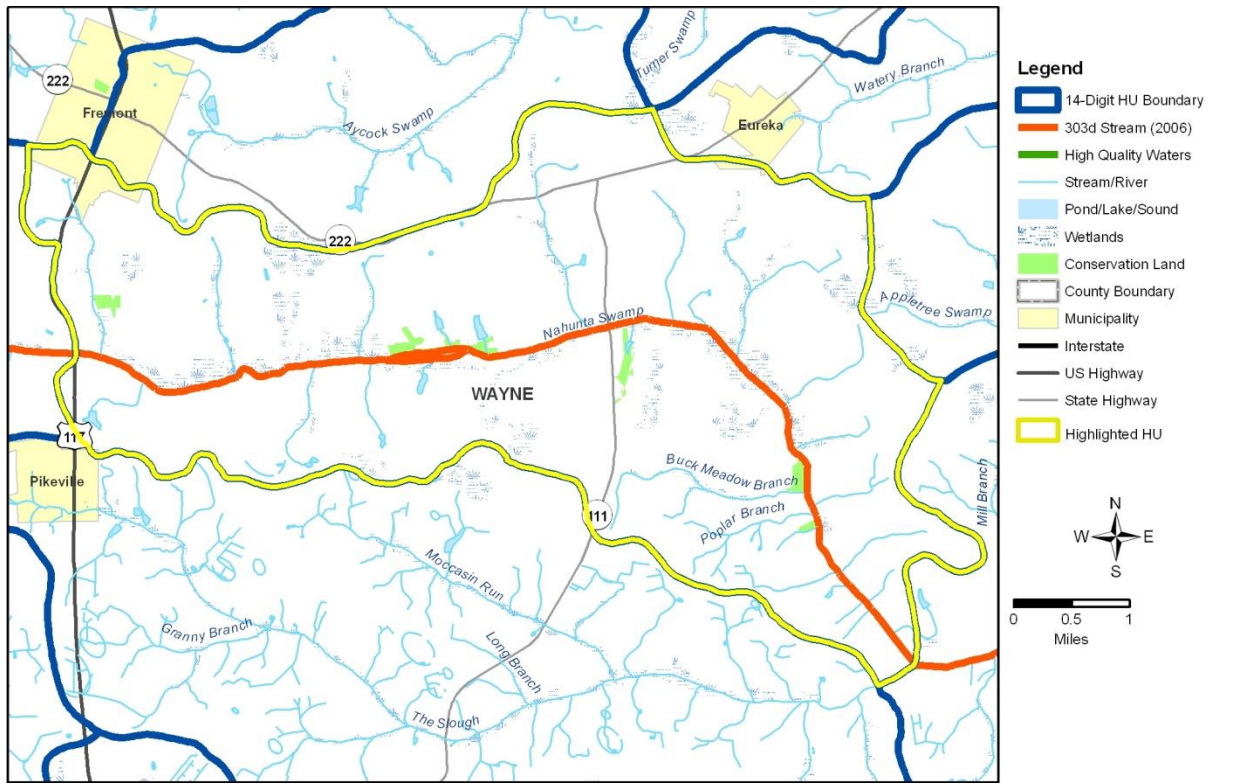 222
Fremont
Aycock Swamp
Turner Swamp
Watery Branch
Eureka
222
Appletree Swamp
Nahunta Swamp
WAYNE
117
Pikeville
Buck Meadow Branch
Mill Branch
Poplar Branch
111
Moccasin Run
Granny Branch
Long Branch
The Slough
Legend
14-Digit HU Boundary
303d Stream (2006)
High Quality Waters
Stream/River
Pond/Lake/Sound
Wetlands
Conservation Land
County Boundary
Municipality
Interstate
US Highway
State Highway
Highlighted HU
N
W E
S
0 0.5 1
Miles